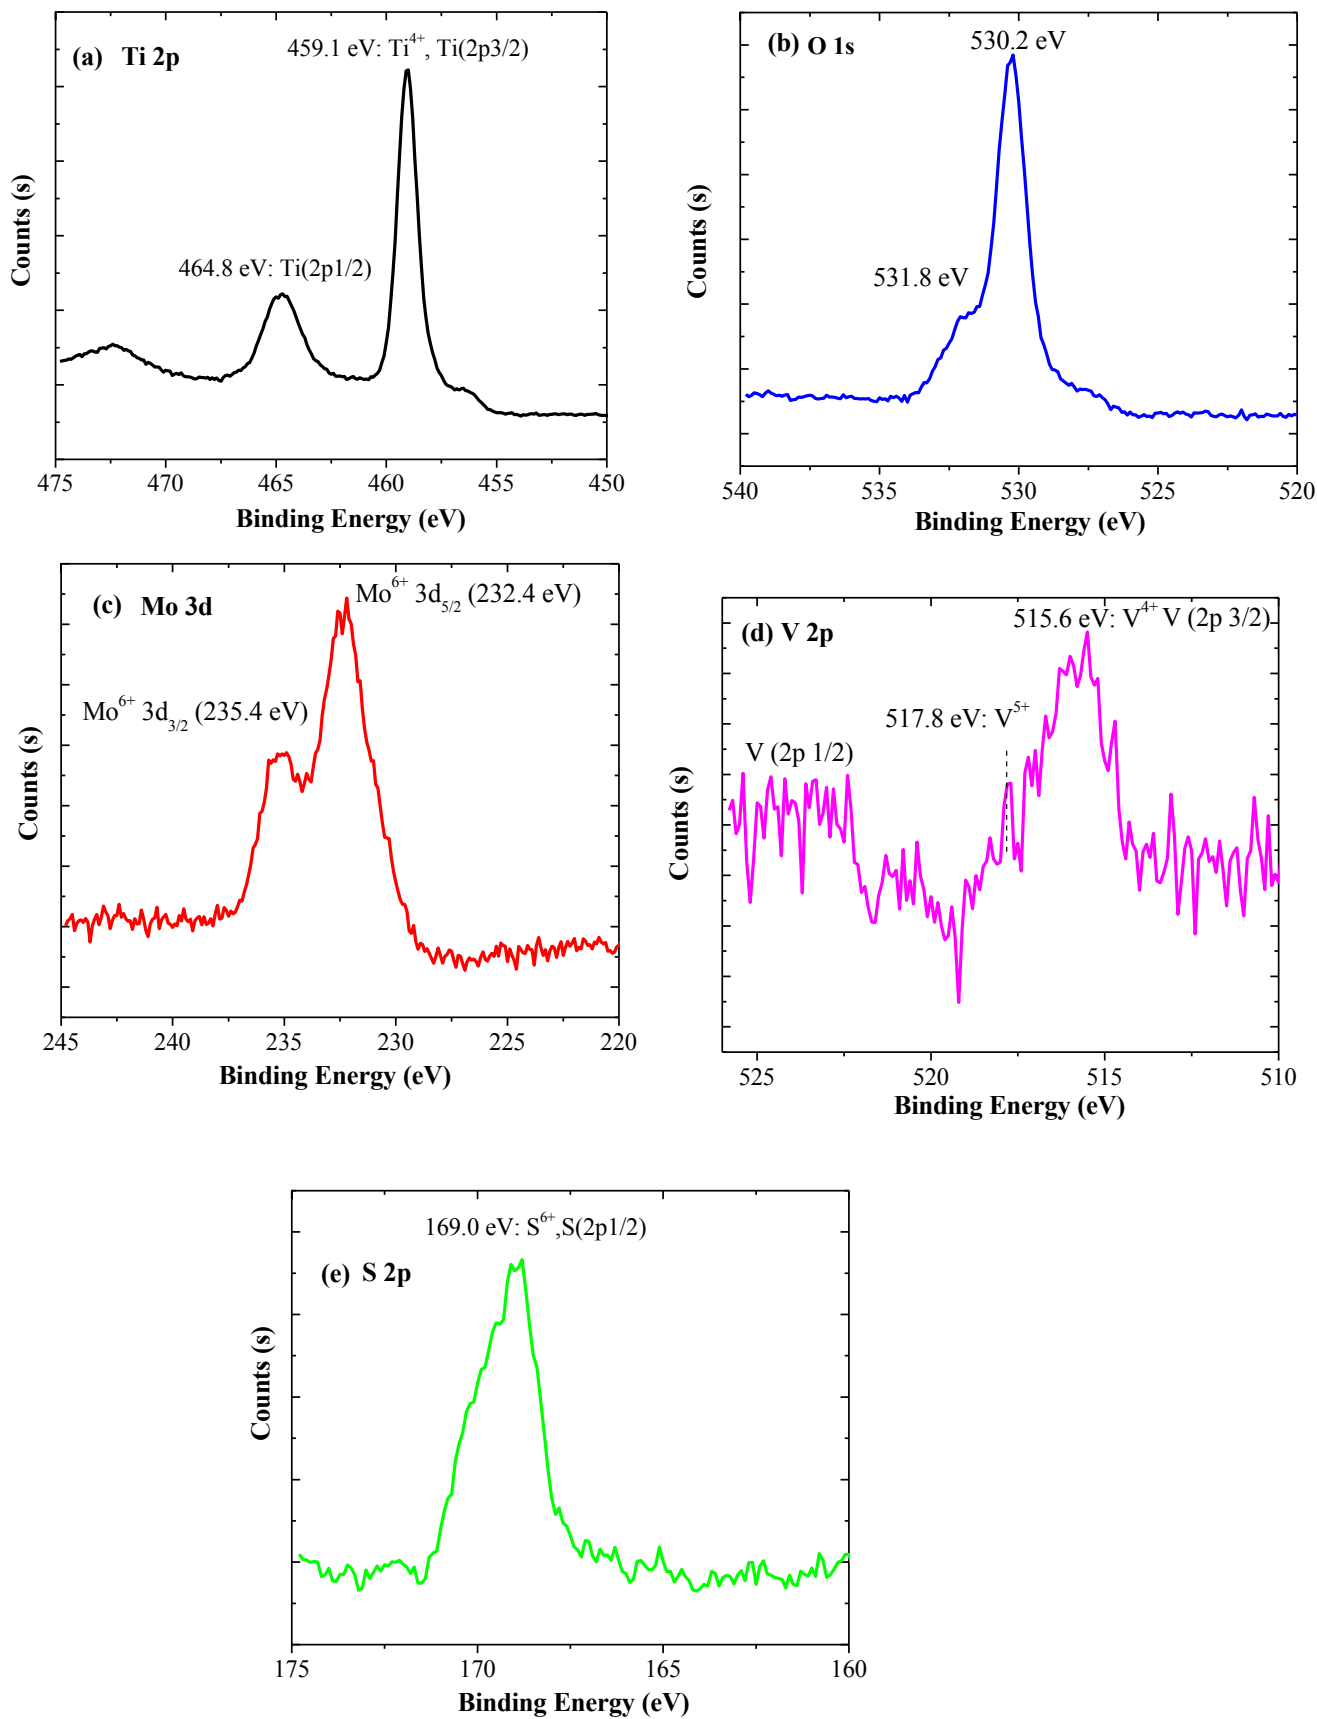 (a) Ti 2p
459.1 eV: Ti⁴⁺, Ti(2p3/2)
464.8 eV: Ti(2p1/2)
Counts (s)
475 470 465 460 455 450
Binding Energy (eV)
(b) O 1s
530.2 eV
531.8 eV
Counts (s)
540 535 530 525 520
Binding Energy (eV)
(c) Mo 3d
Mo⁶⁺ 3d₅/₂ (232.4 eV)
Mo⁶⁺ 3d₃/₂ (235.4 eV)
Counts (s)
245 240 235 230 225 220
Binding Energy (eV)
(d) V 2p
515.6 eV: V⁴⁺ V (2p 3/2)
517.8 eV: V⁵⁺
V (2p 1/2)
Counts (s)
525 520 515 510
Binding Energy (eV)
169.0 eV: S⁶⁺,S(2p1/2)
(e) S 2p
Counts (s)
175 170 165 160
Binding Energy (eV)